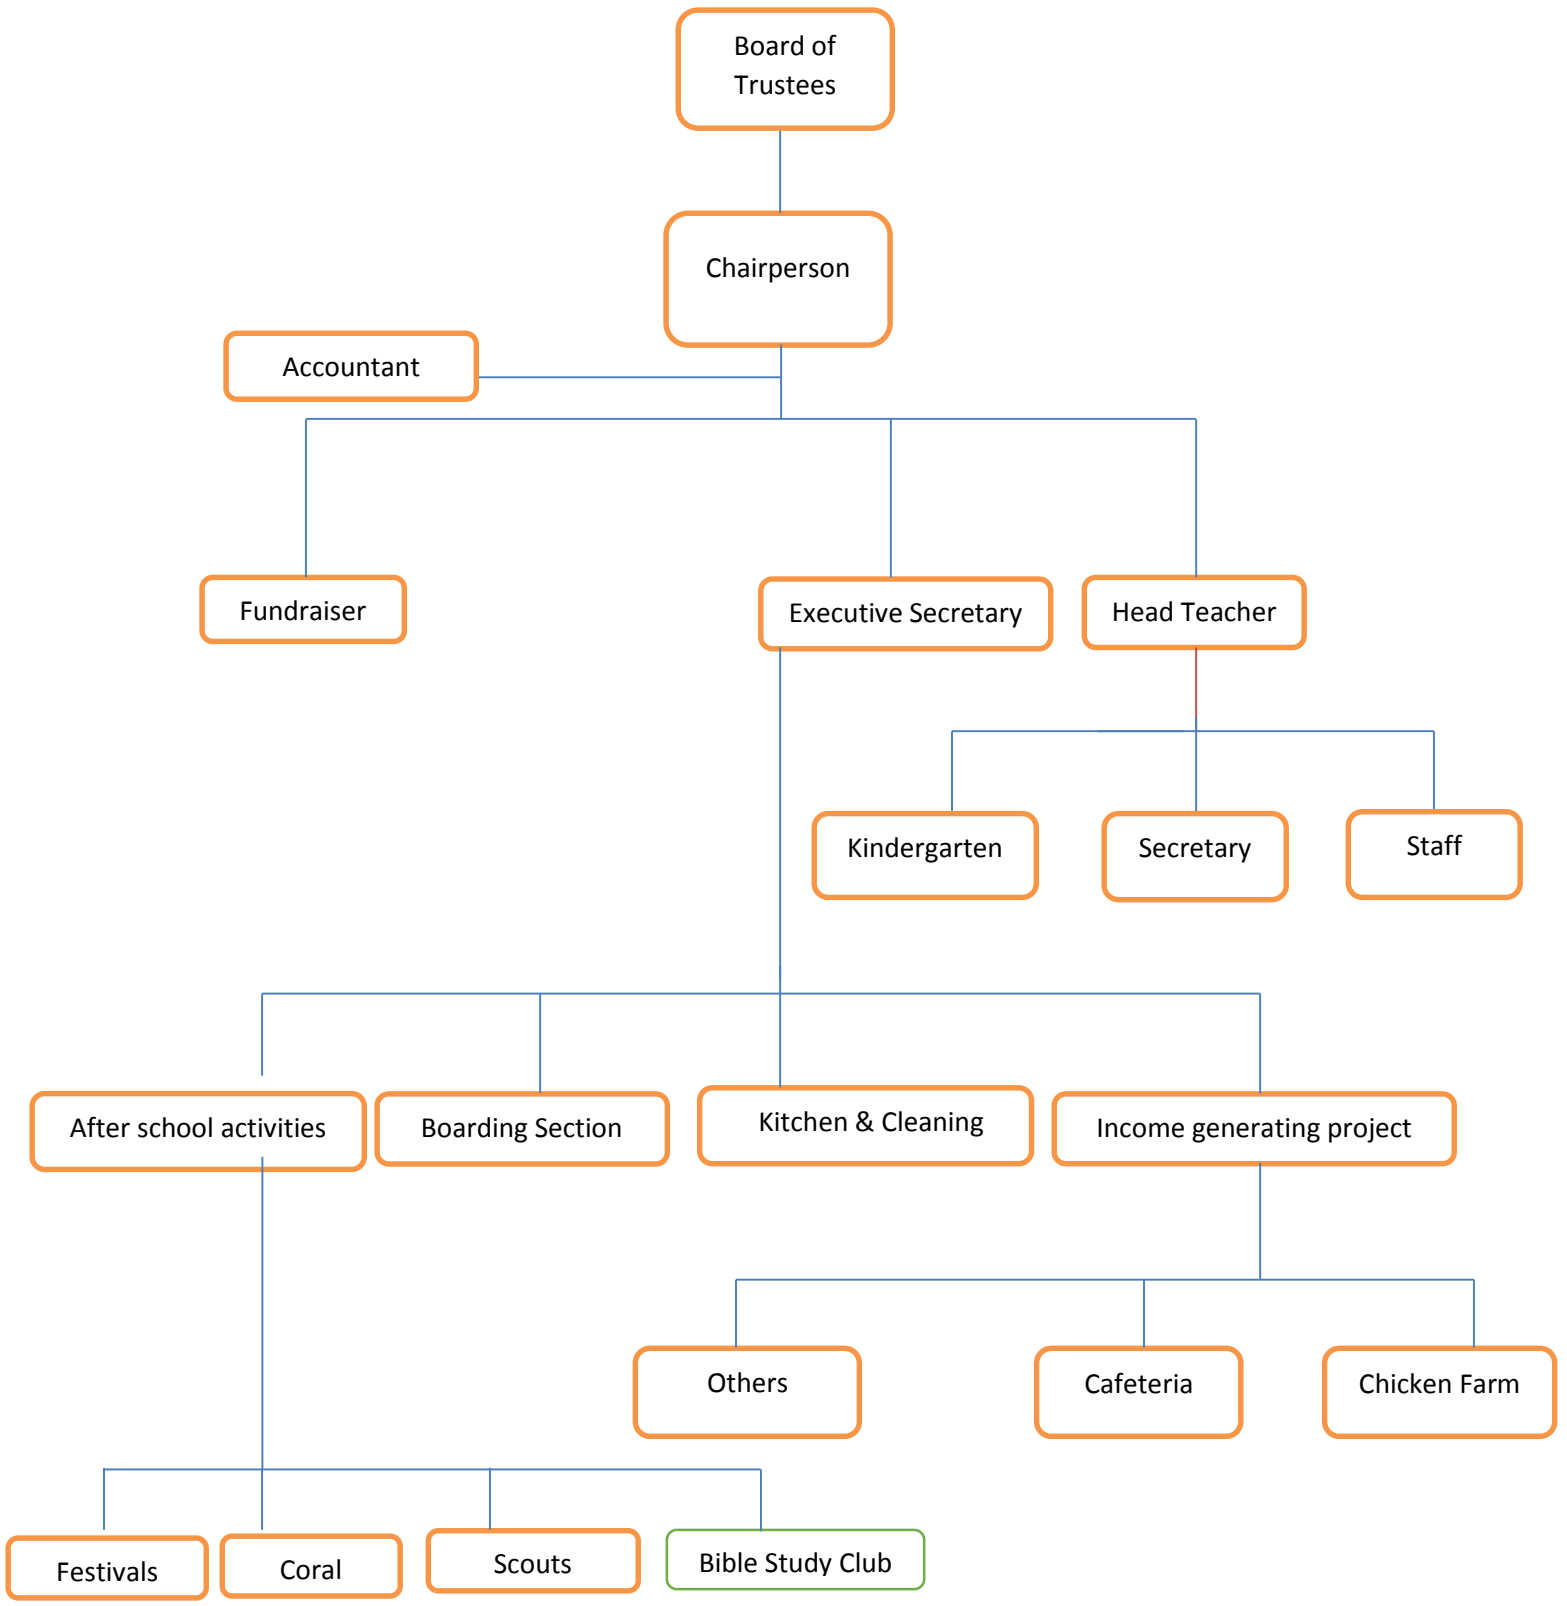 Board of
Trustees
Chairperson
Accountant
Fundraiser
Executive Secretary
Head Teacher
Kindergarten
Secretary
Staff
After school activities
Boarding Section
Kitchen & Cleaning
Income generating project
Others
Cafeteria
Chicken Farm
Festivals
Coral
Scouts
Bible Study Club